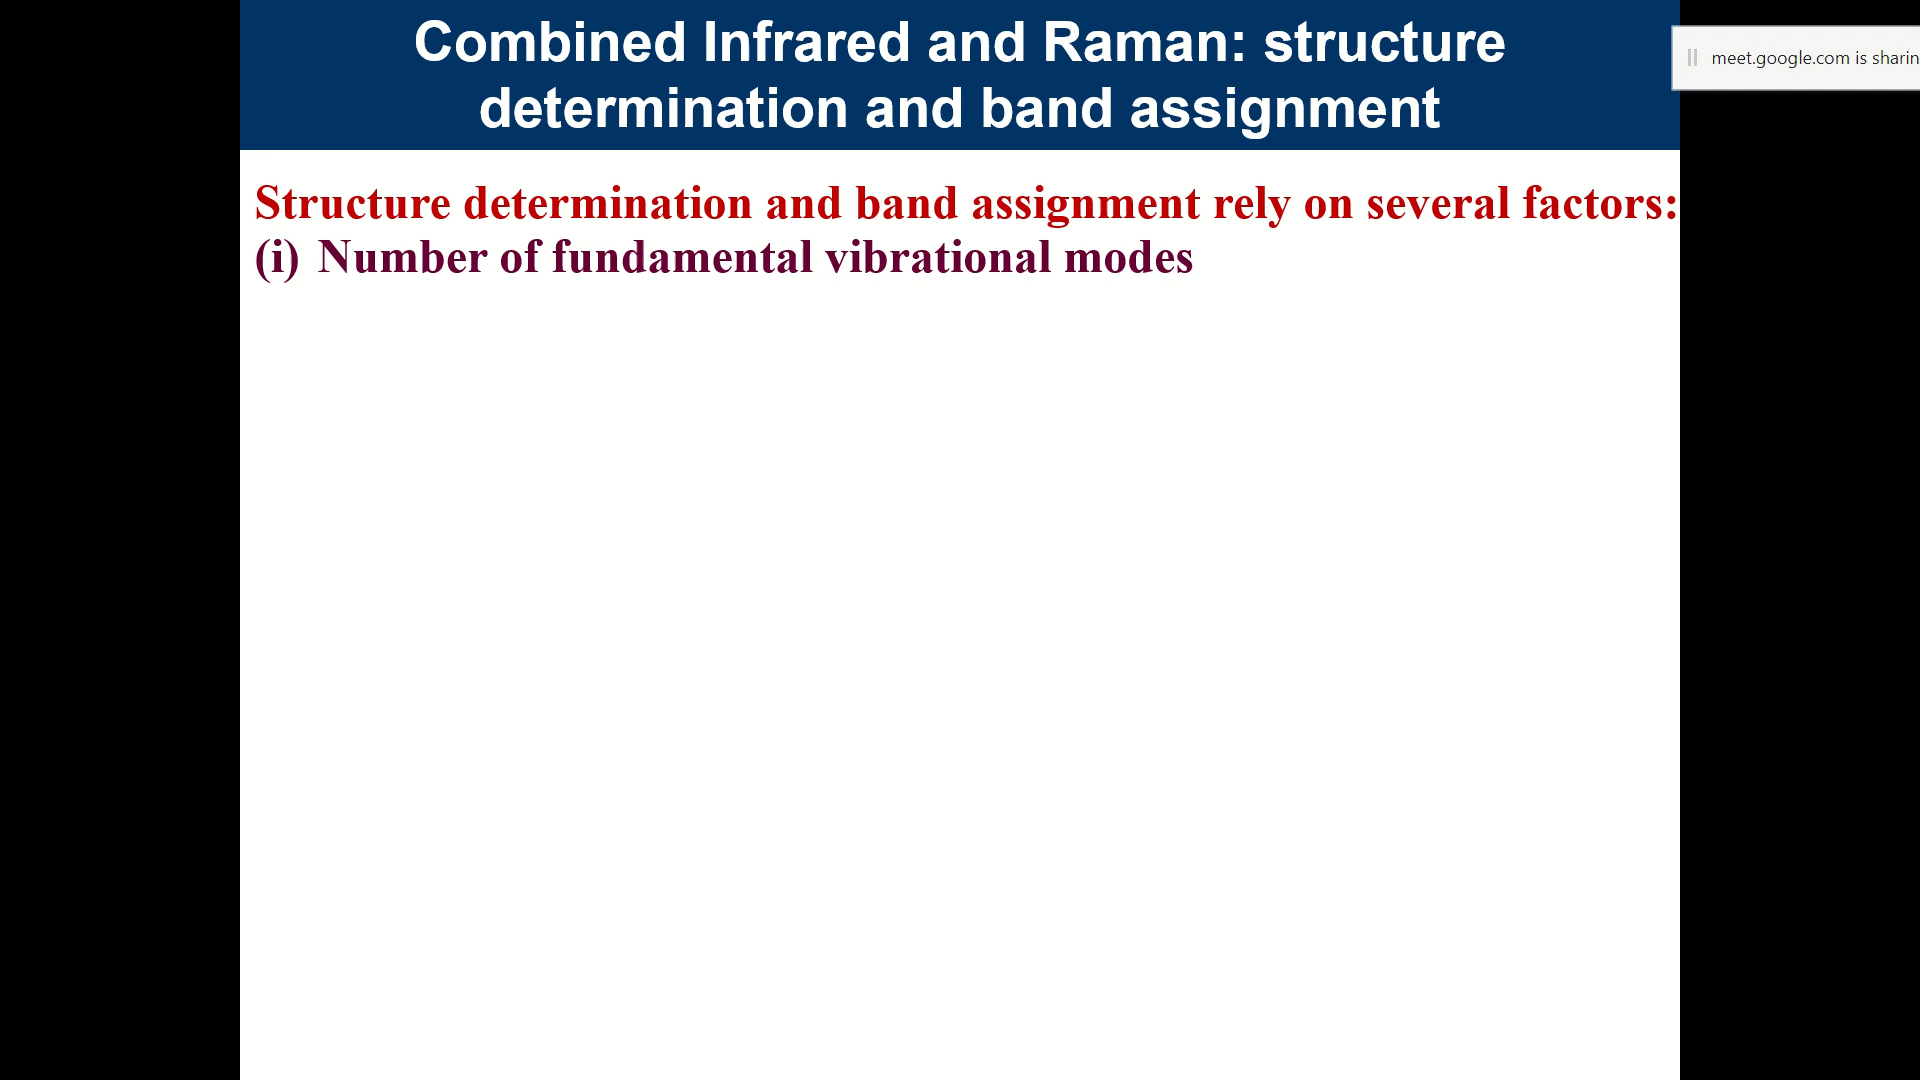 Combined Infrared and Raman: structure
determination and band assignment
meet.google.com is sharin
Structure determination and band assignment rely on several factors:
(i) Number of fundamental vibrational modes